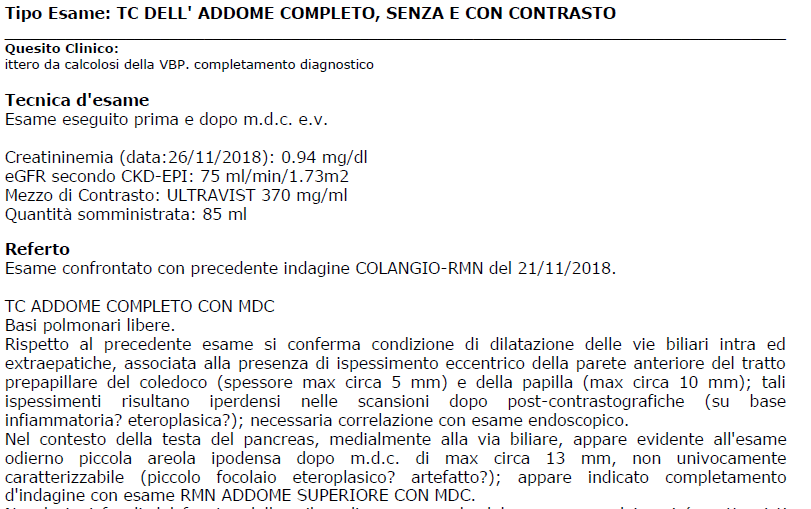 Tipo Esame: TC DELL' ADDOME COMPLETO, SENZA E CON CONTRASTO
Quesito Clinico:
ittero da calcolosi della VBP. completamento diagnostico
Tecnica d'esame
Esame eseguito prima e dopo m.d.c. e.v.
Creatininemia (data:26/11/2018): 0.94 mg/dl
eGFR secondo CKD-EPI: 75 ml/min/1.73m2
Mezzo di Contrasto: ULTRAVIST 370 mg/ml
Quantità somministrata: 85 ml
Referto
Esame confrontato con precedente indagine COLANGIO-RMN del 21/11/2018.
TC ADDOME COMPLETO CON MDC
Basi polmonari libere.
Rispetto al precedente esame si conferma condizione di dilatazione delle vie biliari intra ed
extraepatiche, associata alla presenza di ispessimento eccentrico della parete anteriore del tratto
prepapillare del coledoco (spessore max circa 5 mm) e della papilla (max circa 10 mm); tali
ispessimenti risultano iperdensi nelle scansioni dopo post-contrastografiche (su base
infiammatoria? eteroplasica?); necessaria correlazione con esame endoscopico.
Nel contesto della testa del pancreas, medialmente alla via biliare, appare evidente all'esame
odierno piccola areola ipodensa dopo m.d.c. di max circa 13 mm, non univocamente
caratterizzabile (piccolo focolaio eteroplasico? artefatto?); appare indicato completamento
d'indagine con esame RMN ADDOME SUPERIORE CON MDC.